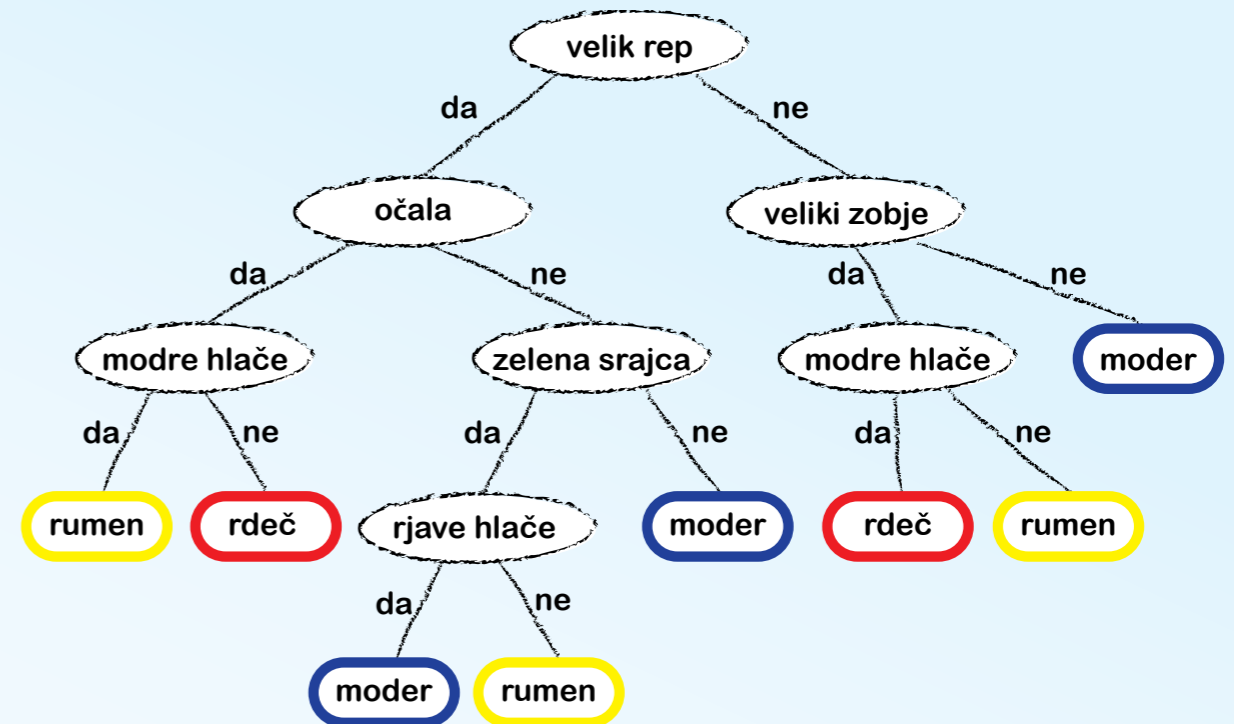 velik rep
da
ne
očala
veliki zobje
da
ne
da
ne
modre hlače
zelena srajca
modre hlače
moder
da
ne
da
ne
da
ne
rumen
rdeč
rjave hlače
moder
rdeč
rumen
da
ne
moder
rumen